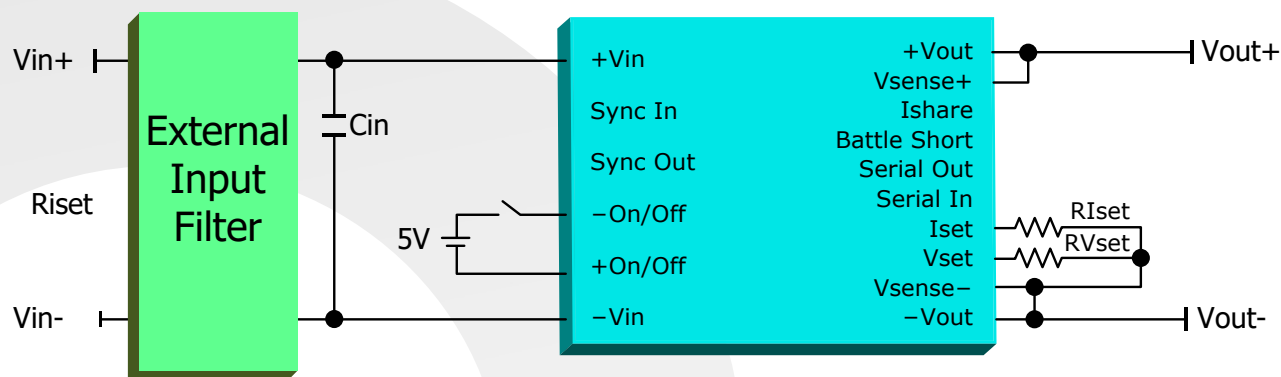 Vin+
Riset
Vin-
External
Input
Filter
Cin
5V
+Vin
Sync In
Sync Out
−On/Off
+On/Off
−Vin
+Vout
Vsense+
Ishare
Battle Short
Serial Out
Serial In
Iset
Vset
Vsense−
−Vout
RIset
RVset
Vout+
Vout-